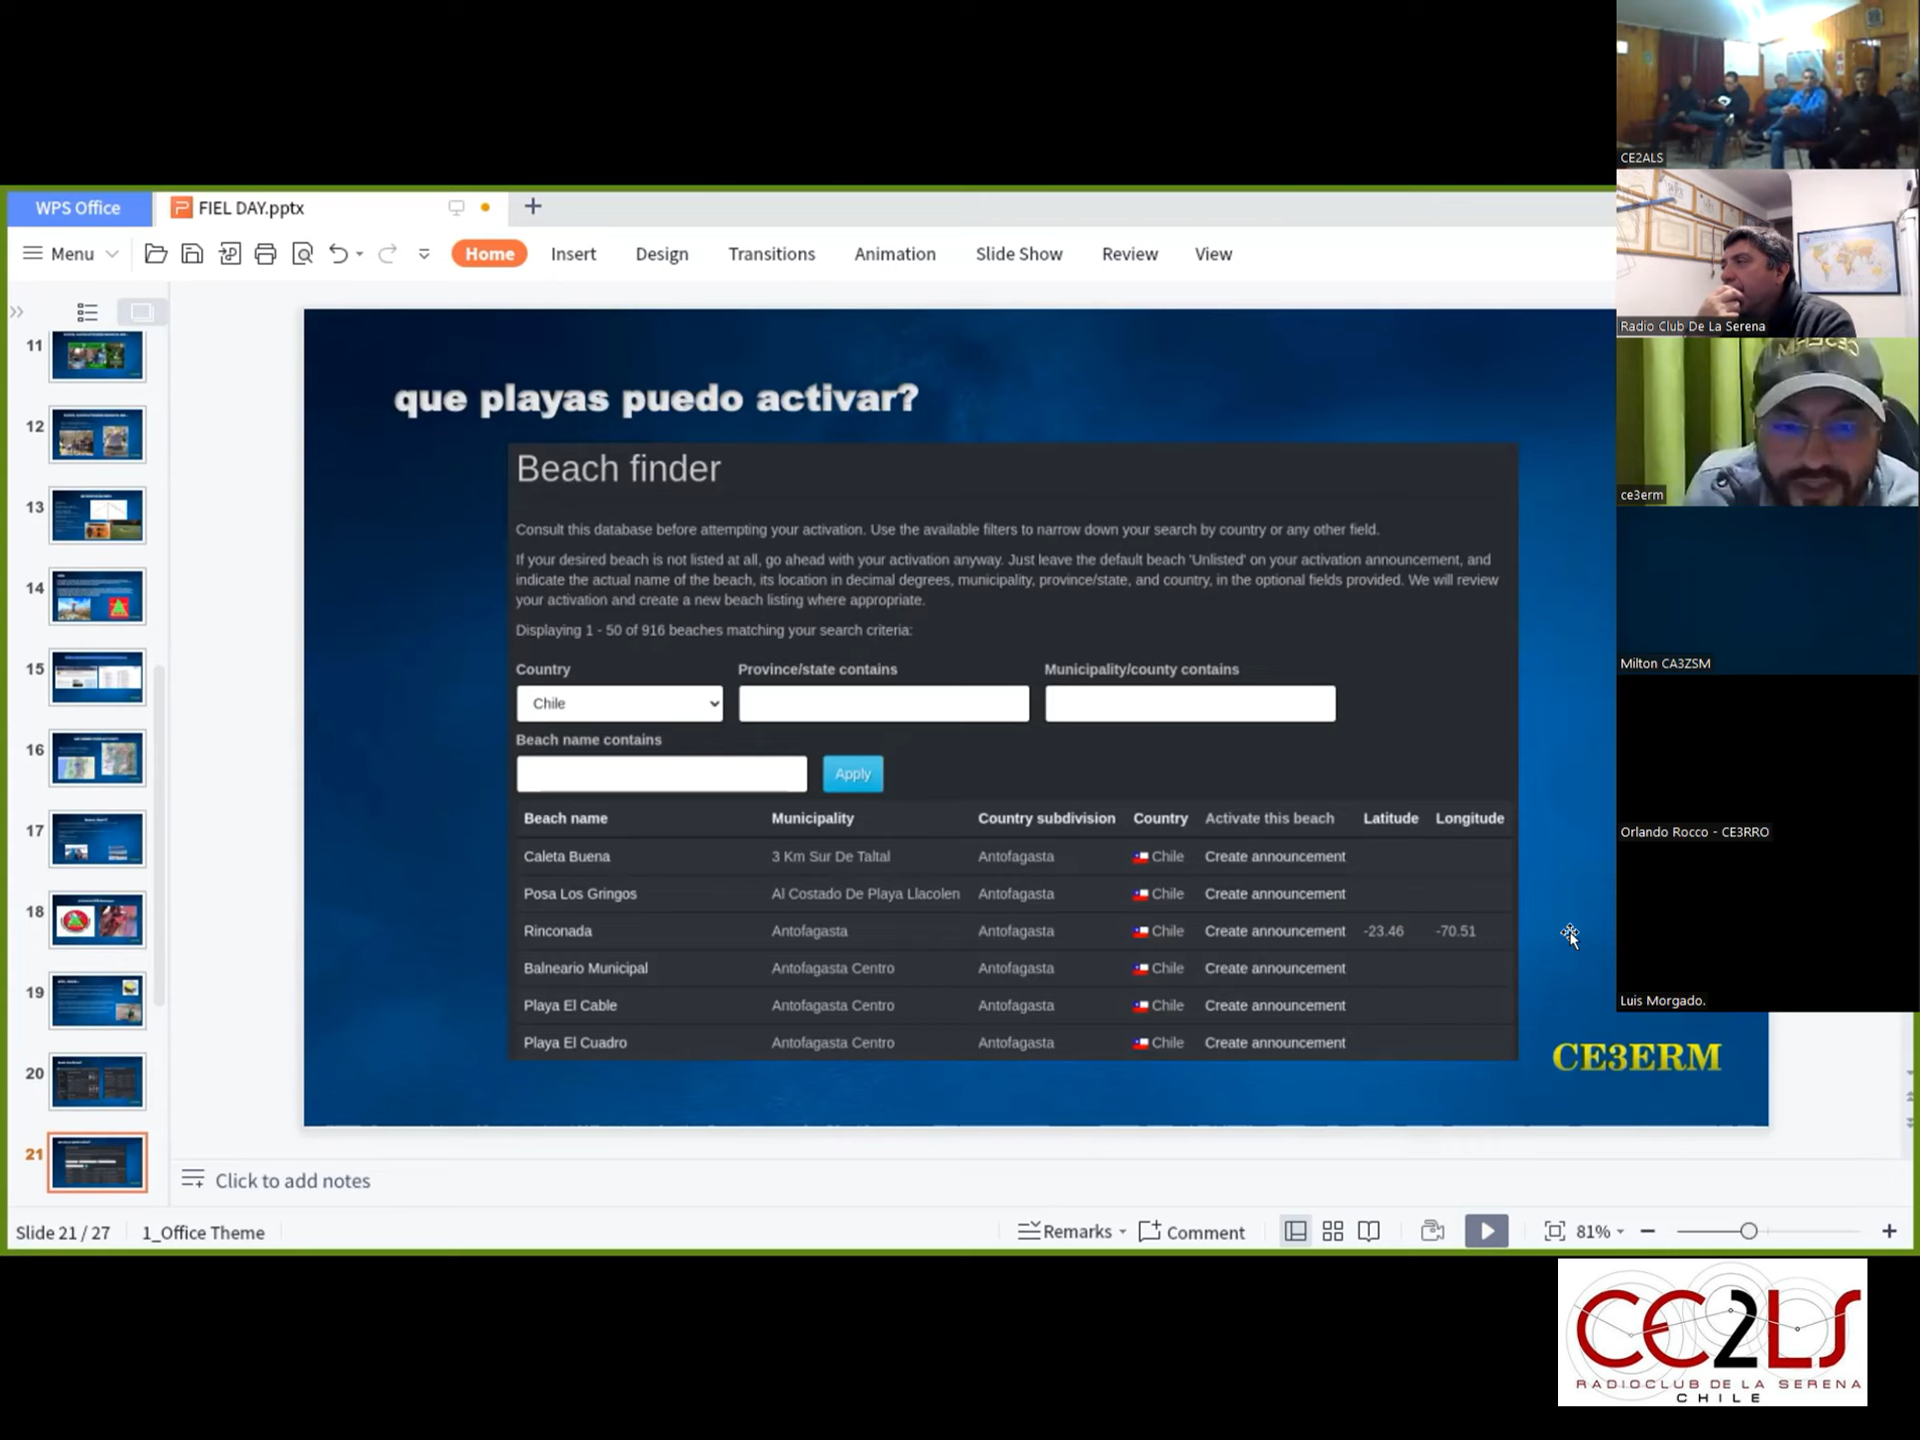 WPS Office
FIEL DAY.pptx
Menu
Home
Insert
Design
Transitions
Animation
Slide Show
Review
View
11
12
13
14
15
16
17
18
19
20
21
que playas puedo activar?
Beach finder
Consult this database before attempting your activation. Use the available filters to narrow down your search by country or any other field.
If your desired beach is not listed at all, go ahead with your activation anyway. Just leave the default beach 'Unlisted' on your activation announcement, and
indicate the actual name of the beach, its location in decimal degrees, municipality, province/state, and country, in the optional fields provided. We will review
your activation and create a new beach listing where appropriate.
Displaying 1 - 50 of 916 beaches matching your search criteria:
Country Province/state contains Municipality/county contains
Chile
Beach name contains
Apply
Beach name Municipality Country subdivision Country Activate this beach Latitude Longitude
Caleta Buena 3 Km Sur De Taltal Antofagasta Chile Create announcement
Posa Los Gringos Al Costado De Playa Llacolen Antofagasta Chile Create announcement
Rinconada Antofagasta Antofagasta Chile Create announcement -23.46 -70.51
Balneario Municipal Antofagasta Centro Antofagasta Chile Create announcement
Playa El Cable Antofagasta Centro Antofagasta Chile Create announcement
Playa El Cuadro Antofagasta Centro Antofagasta Chile Create announcement
CE3ERM
Click to add notes
Slide 21 / 27
1_Office Theme
Remarks
Comment
81%
CE2ALS
Radio Club De La Serena
ce3erm
Milton CA3ZSM
Orlando Rocco - CE3RRO
Luis Morgado.
CE2LS
RADIOCLUB DE LA SERENA
CHILE